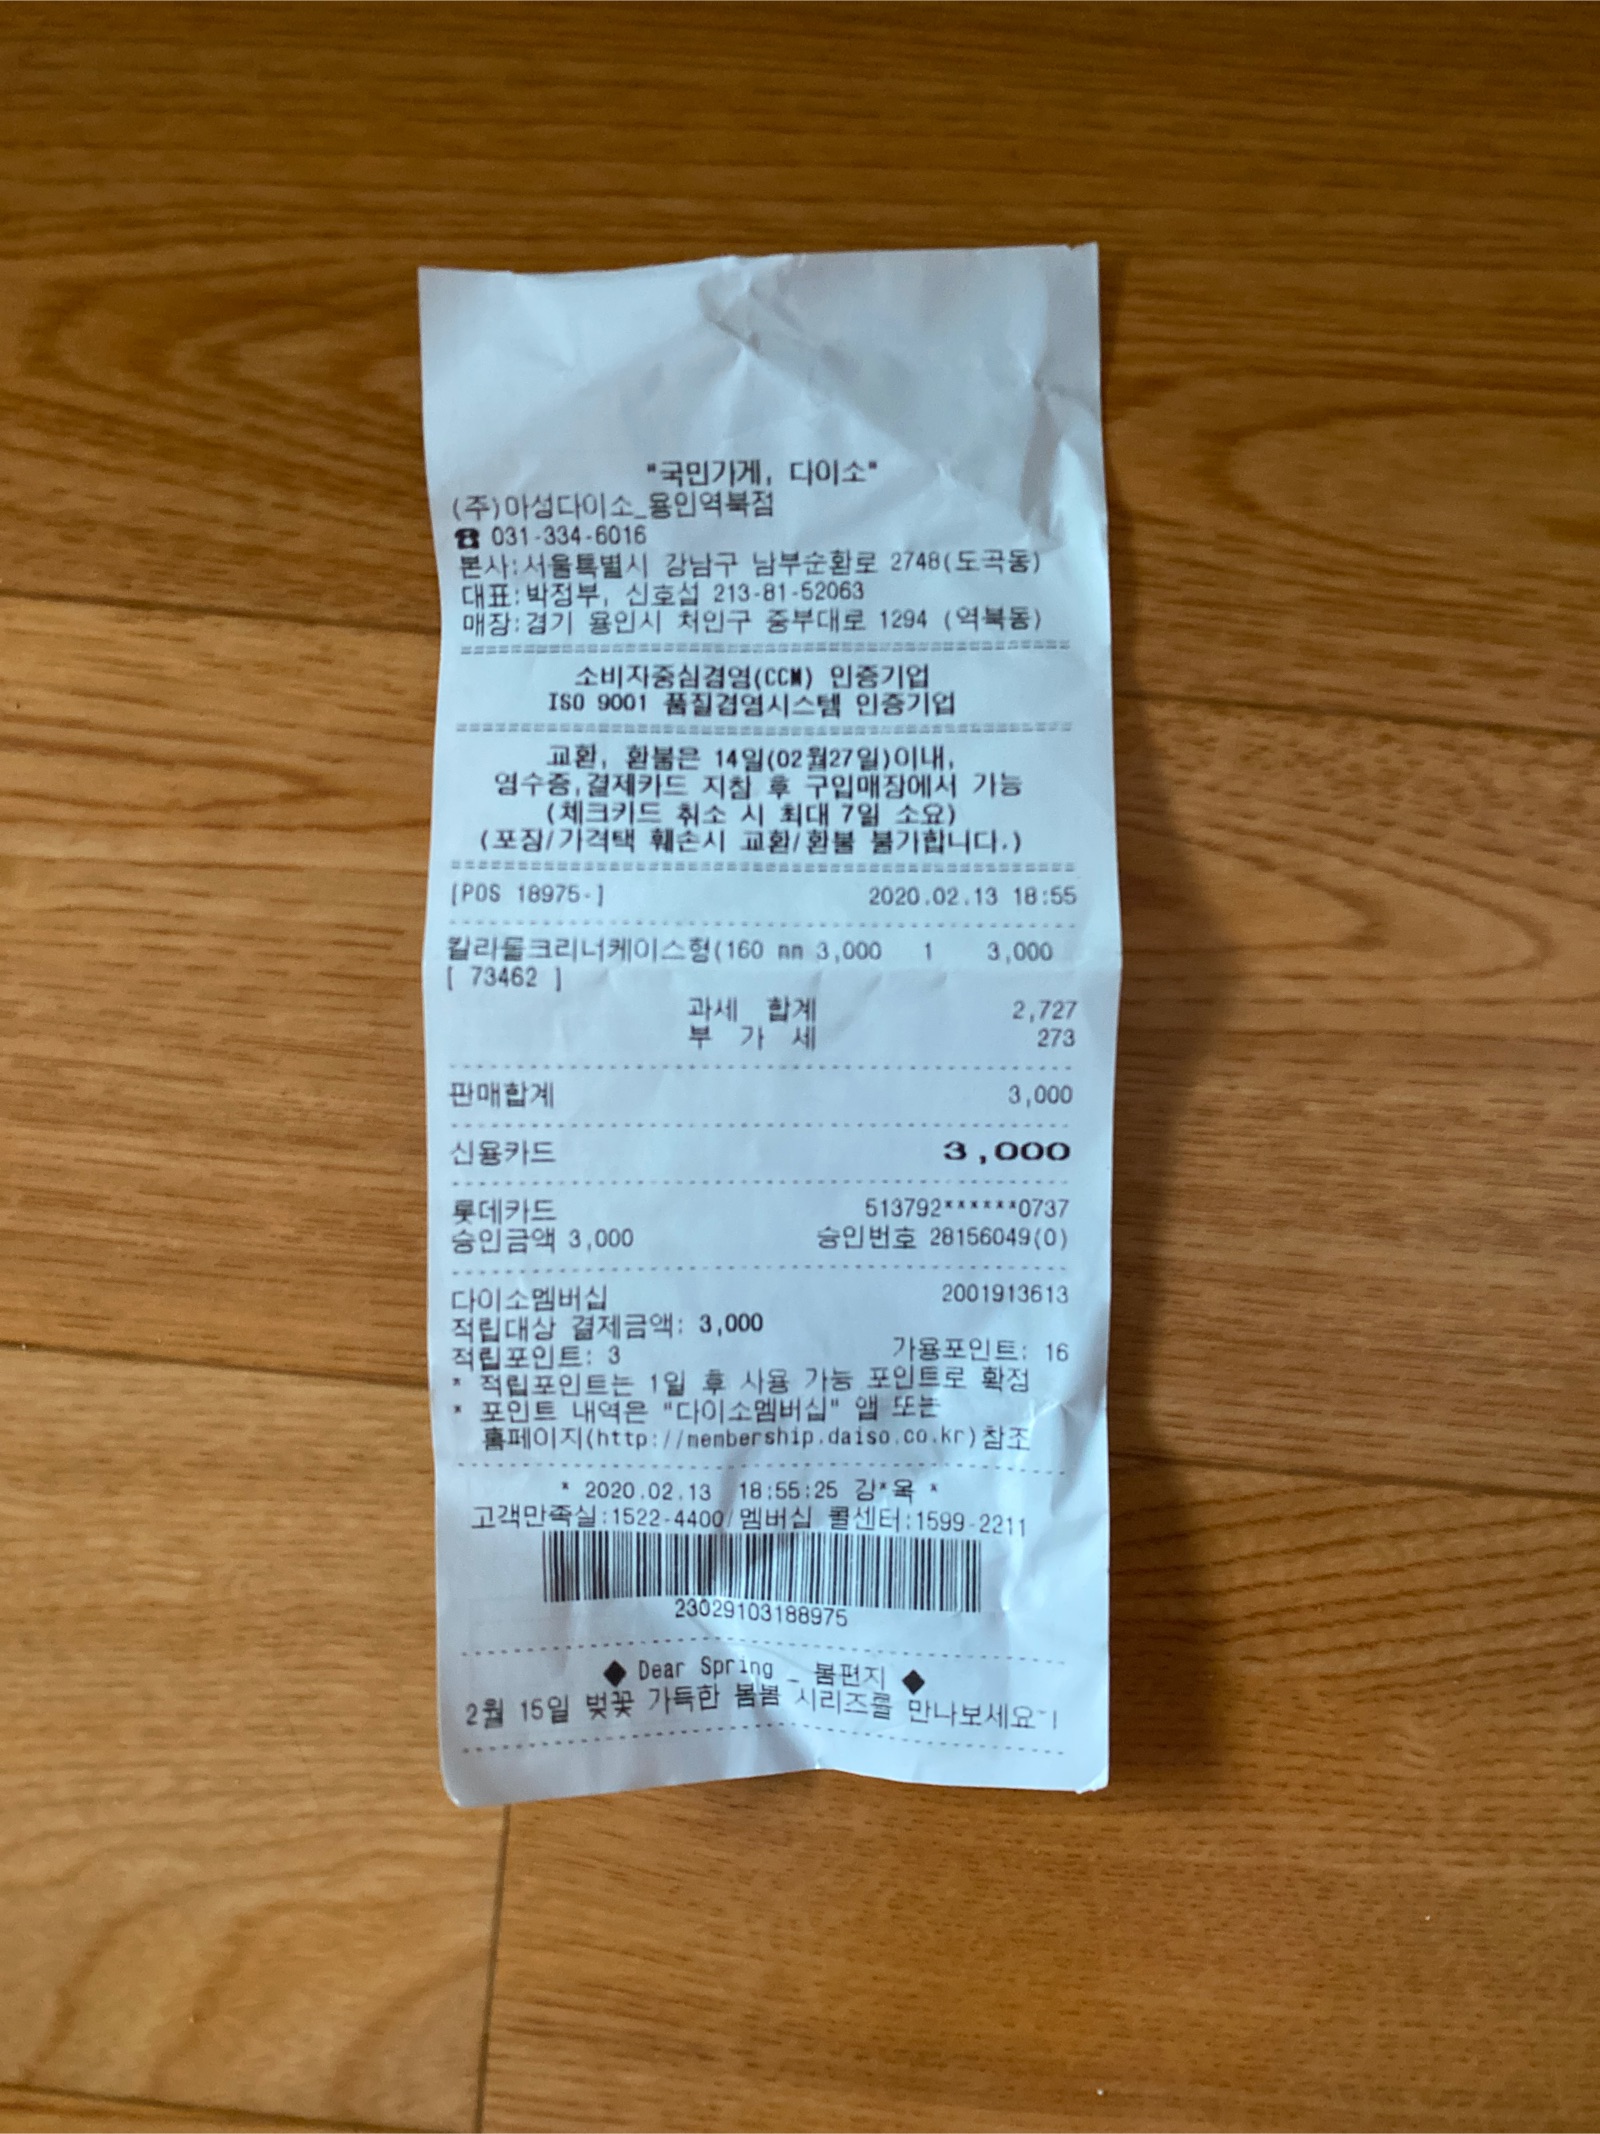 "국민가게, 다이소"
(주)아성다이소_용인역북점
☎ 031-334-6016
본사:서울특별시 강남구 남부순환로 2748(도곡동)
대표:박정부, 신호섭 213-81-52063
매장:경기 용인시 처인구 중부대로 1294 (역북동)
소비자중심경영(CCM) 인증기업
ISO 9001 품질경영시스템 인증기업
교환, 환불은 14일(02월27일)이내,
영수증,결제카드 지참 후 구입매장에서 가능
(체크카드 취소 시 최대 7일 소요)
(포장/가격택 훼손시 교환/환불 불가합니다.)
[POS 18975-] 2020.02.13 18:55
칼라롤크리너케이스형(160 mm 3,000 1 3,000
[ 73462 ]
과세 합계 2,727
부 가 세 273
판매합계 3,000
신용카드 3,000
롯데카드 513792******0737
승인금액 3,000 승인번호 28156049(0)
다이소멤버십 2001913613
적립대상 결제금액: 3,000
적립포인트: 3 가용포인트: 16
* 적립포인트는 1일 후 사용 가능 포인트로 확정
* 포인트 내역은 "다이소멤버십" 앱 또는
홈페이지(http://membership.daiso.co.kr)참조
* 2020.02.13 18:55:25 김*옥 *
고객만족실:1522-4400/멤버십 콜센터:1599-2211
23029103188975
◆ Dear Spring _ 봄편지 ◆
2월 15일 벚꽃 가득한 봄봄 시리즈를 만나보세요~!